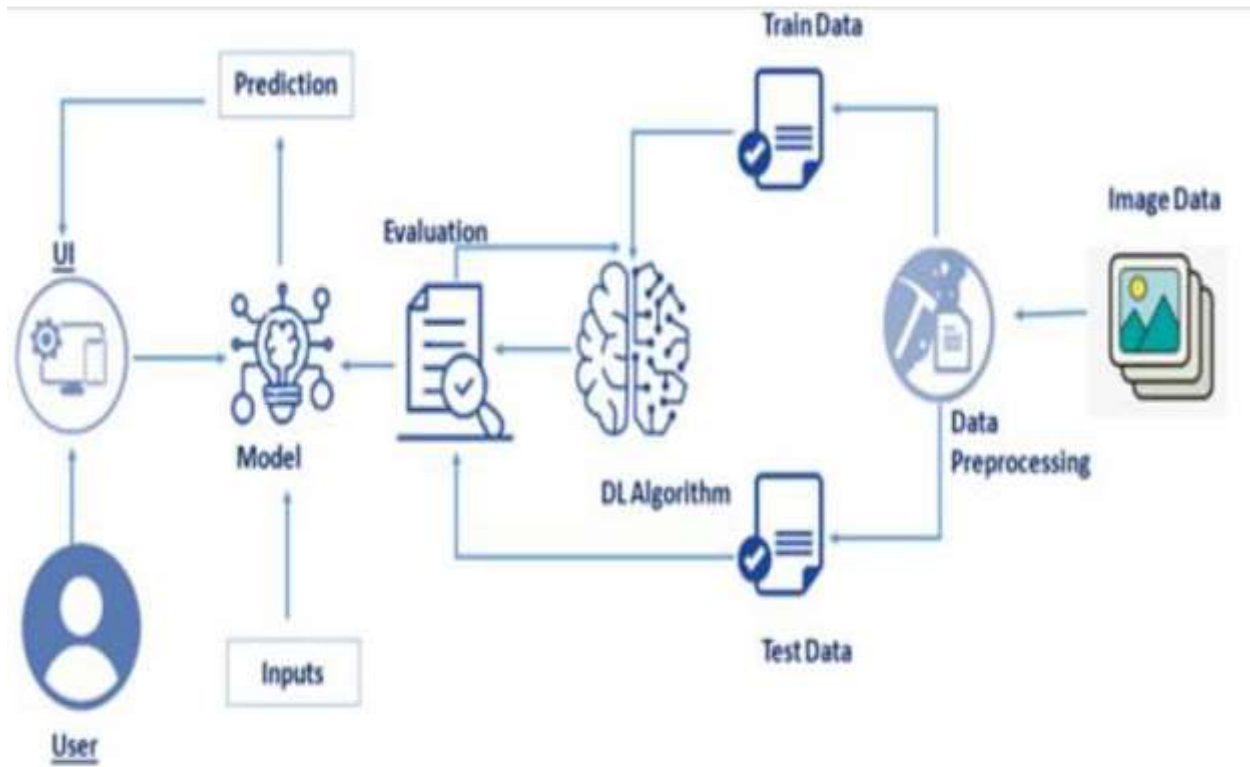 Train Data
Prediction
Image Data
Evaluation
UI
Data
Preprocessing
Model
DL Algorithm
Test Data
Inputs
User